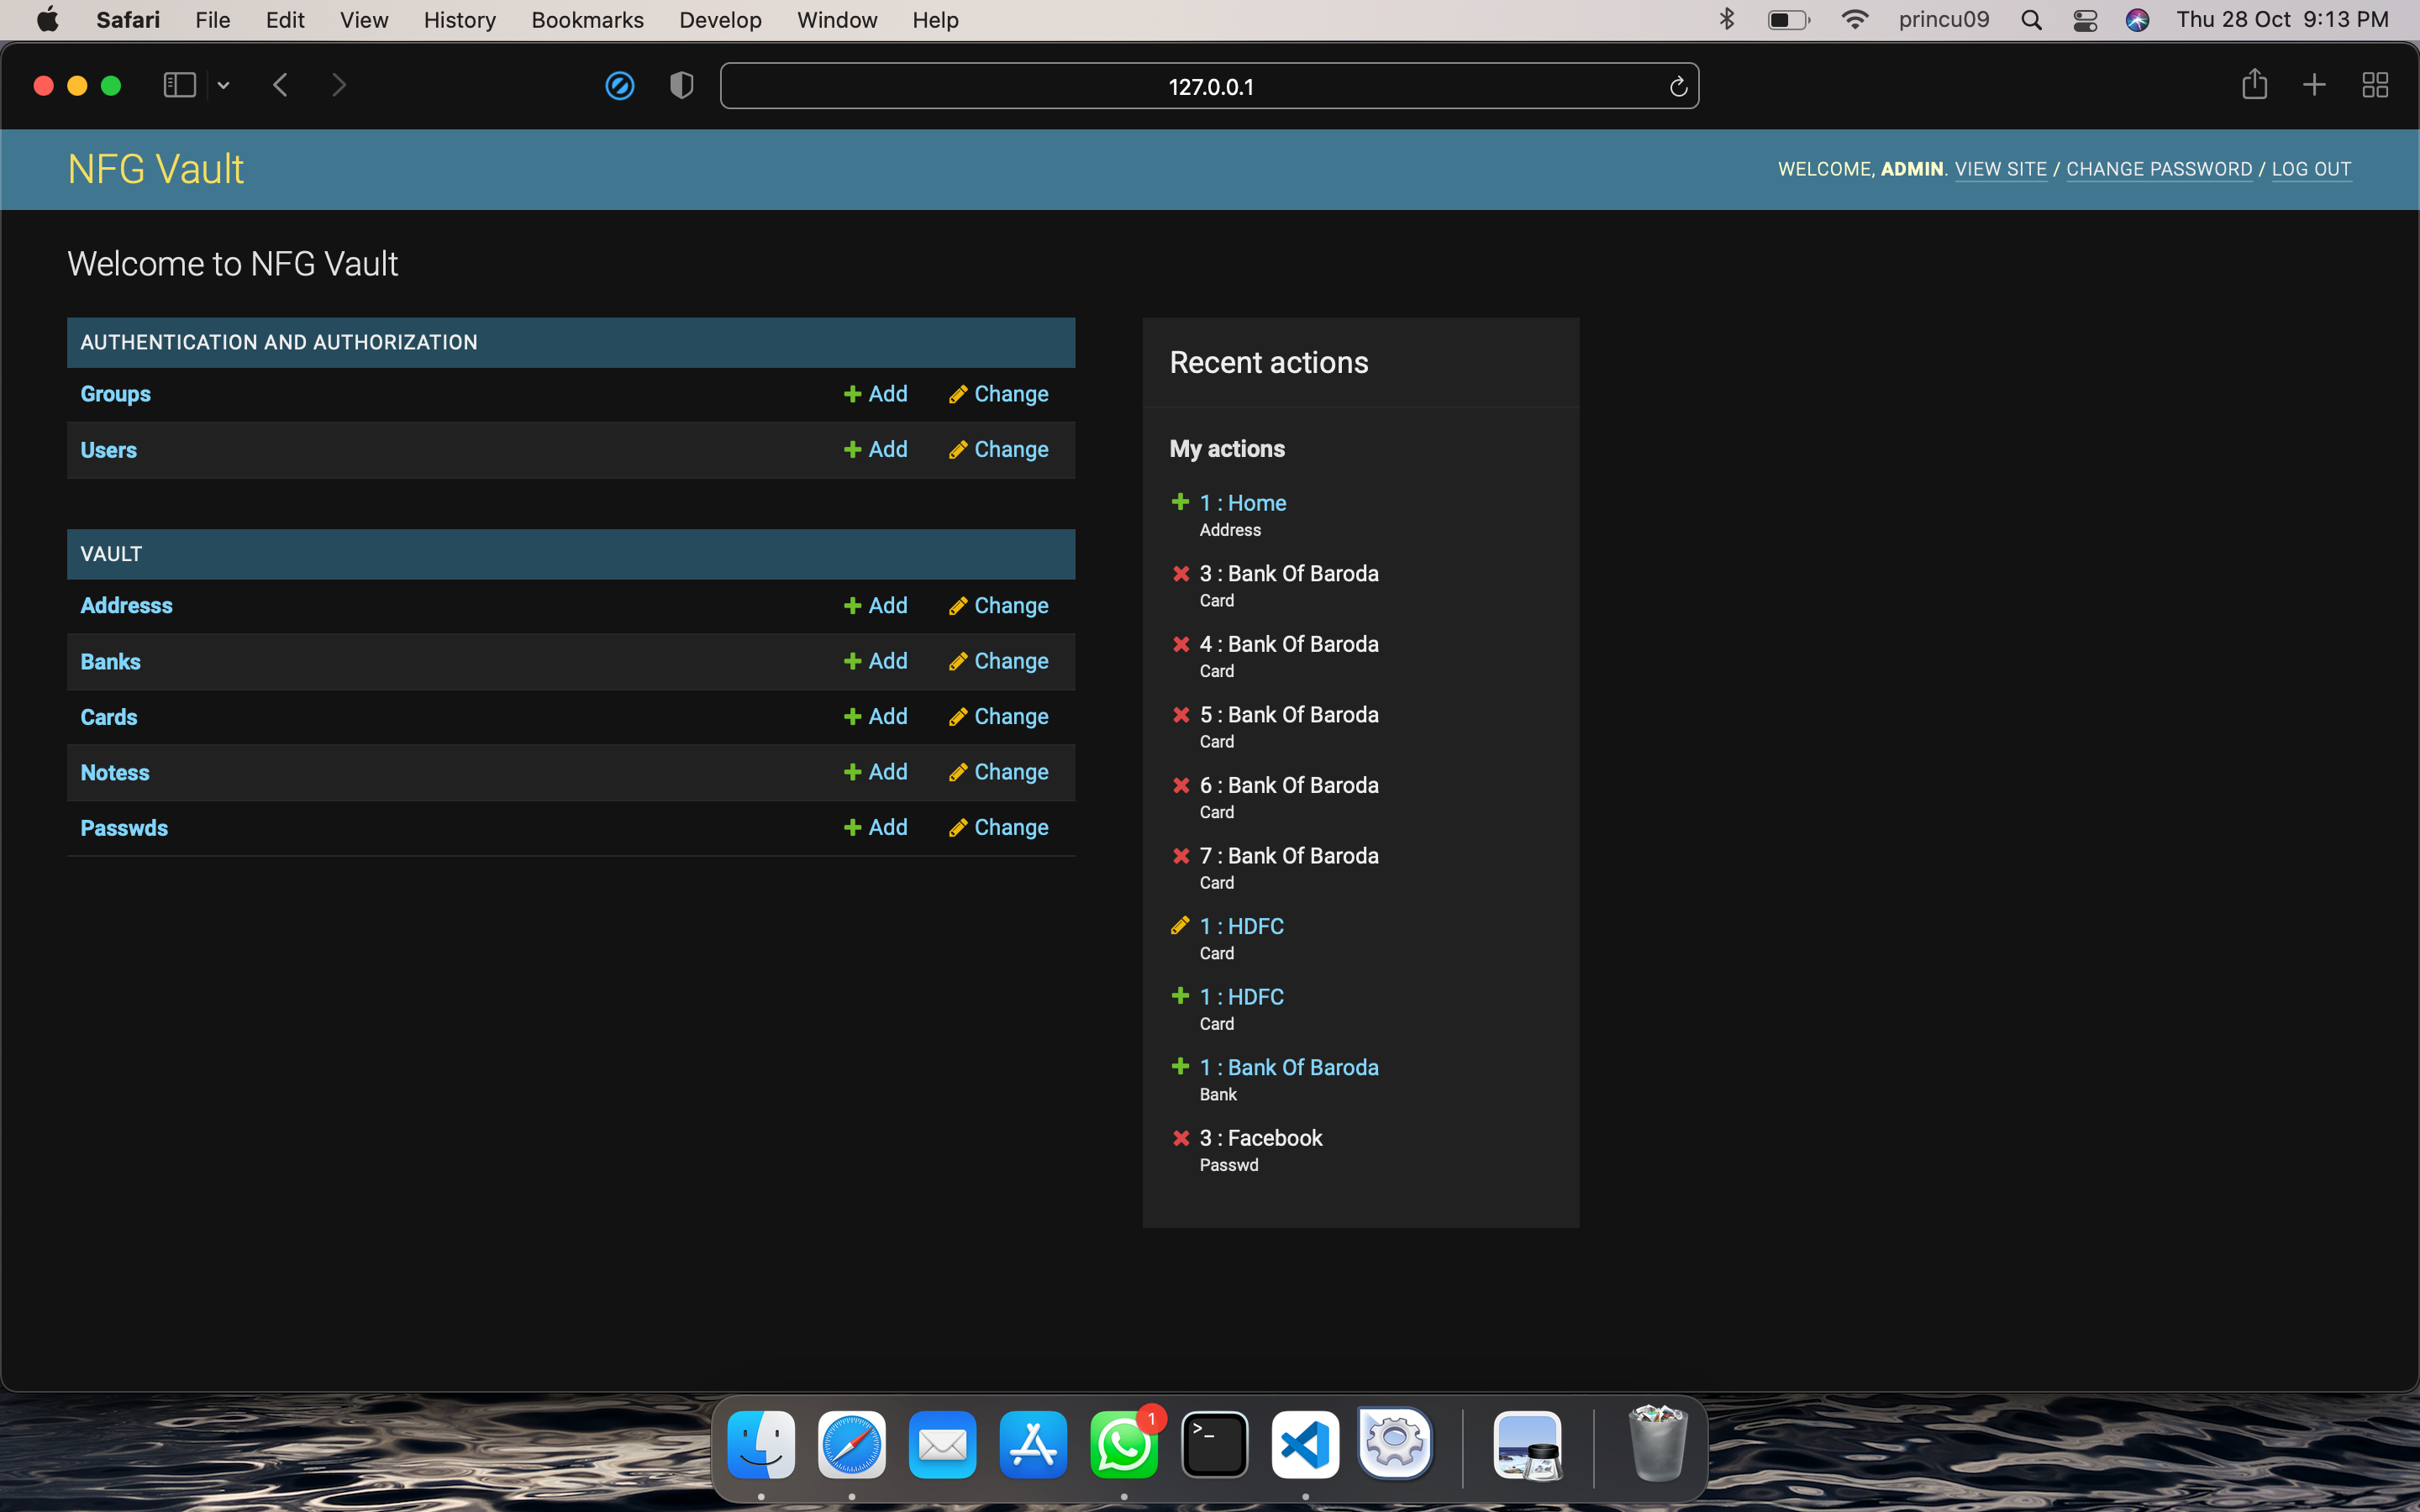 Safari File Edit View History Bookmarks Develop Window Help princu09 Thu 28 Oct 9:13 PM
127.0.0.1
NFG Vault
WELCOME, ADMIN. VIEW SITE / CHANGE PASSWORD / LOG OUT
Welcome to NFG Vault
AUTHENTICATION AND AUTHORIZATION
Groups Add Change
Users Add Change
VAULT
Addresss Add Change
Banks Add Change
Cards Add Change
Notess Add Change
Passwds Add Change
Recent actions
My actions
1 : Home
Address
3 : Bank Of Baroda
Card
4 : Bank Of Baroda
Card
5 : Bank Of Baroda
Card
6 : Bank Of Baroda
Card
7 : Bank Of Baroda
Card
1 : HDFC
Card
1 : HDFC
Card
1 : Bank Of Baroda
Bank
3 : Facebook
Passwd
1
>_